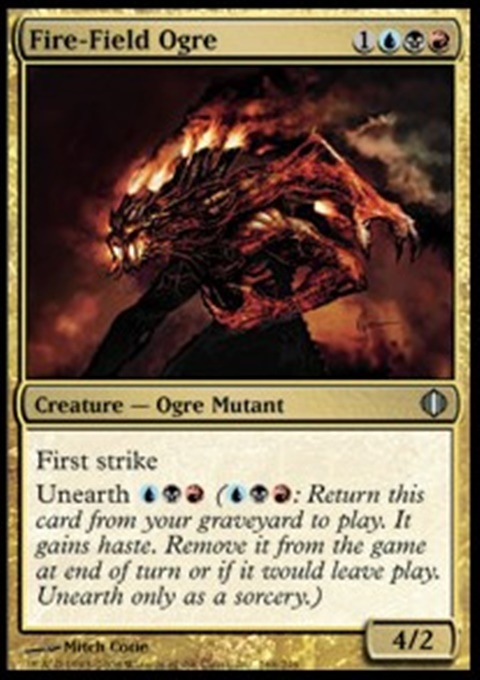 Fire-Field Ogre 1
Creature — Ogre Mutant
First strike
Unearth (: Return this
card from your graveyard to play. It
gains haste. Remove it from the game
at end of turn or if it would leave play.
Unearth only as a sorcery.)
4/2
Mitch Cotie